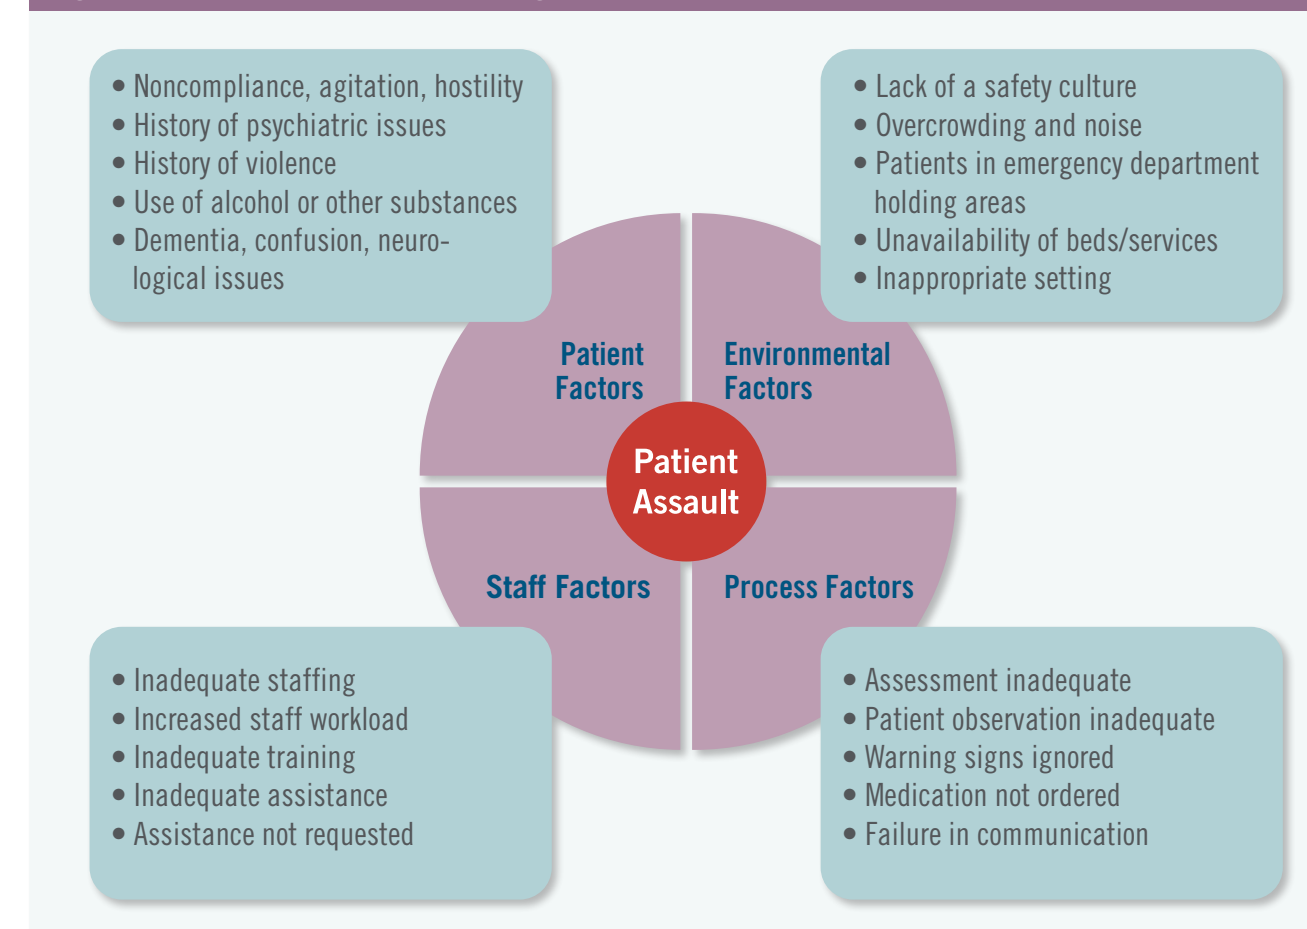 • Noncompliance, agitation, hostility
• History of psychiatric issues
• History of violence
• Use of alcohol or other substances
• Dementia, confusion, neuro-
logical issues
• Lack of a safety culture
• Overcrowding and noise
• Patients in emergency department
holding areas
• Unavailability of beds/services
• Inappropriate setting
Patient
Factors
Environmental
Factors
Patient
Assault
Staff Factors
Process Factors
• Inadequate staffing
• Increased staff workload
• Inadequate training
• Inadequate assistance
• Assistance not requested
• Assessment inadequate
• Patient observation inadequate
• Warning signs ignored
• Medication not ordered
• Failure in communication